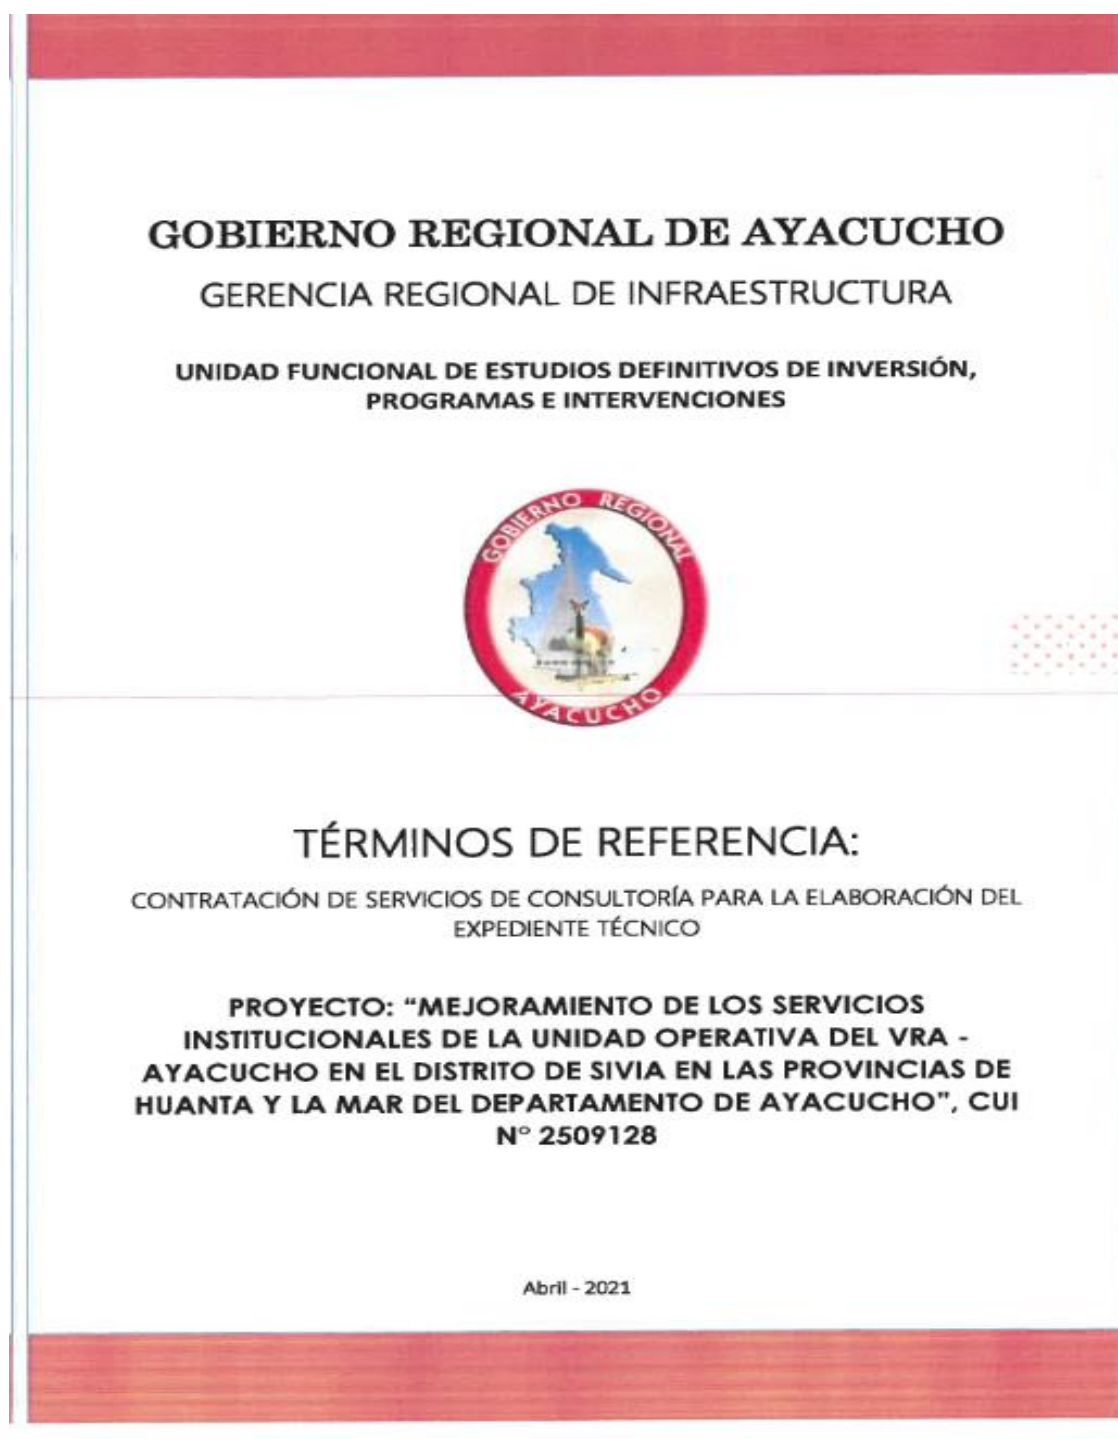 GOBIERNO REGIONAL DE AYACUCHO
GERENCIA REGIONAL DE INFRAESTRUCTURA
UNIDAD FUNCIONAL DE ESTUDIOS DEFINITIVOS DE INVERSIÓN,
PROGRAMAS E INTERVENCIONES
GOBIERNO REGIONAL
AYACUCHO
TÉRMINOS DE REFERENCIA:
CONTRATACIÓN DE SERVICIOS DE CONSULTORÍA PARA LA ELABORACIÓN DEL
EXPEDIENTE TÉCNICO
PROYECTO: “MEJORAMIENTO DE LOS SERVICIOS
INSTITUCIONALES DE LA UNIDAD OPERATIVA DEL VRA -
AYACUCHO EN EL DISTRITO DE SIVIA EN LAS PROVINCIAS DE
HUANTA Y LA MAR DEL DEPARTAMENTO DE AYACUCHO”, CUI
N° 2509128
Abril - 2021